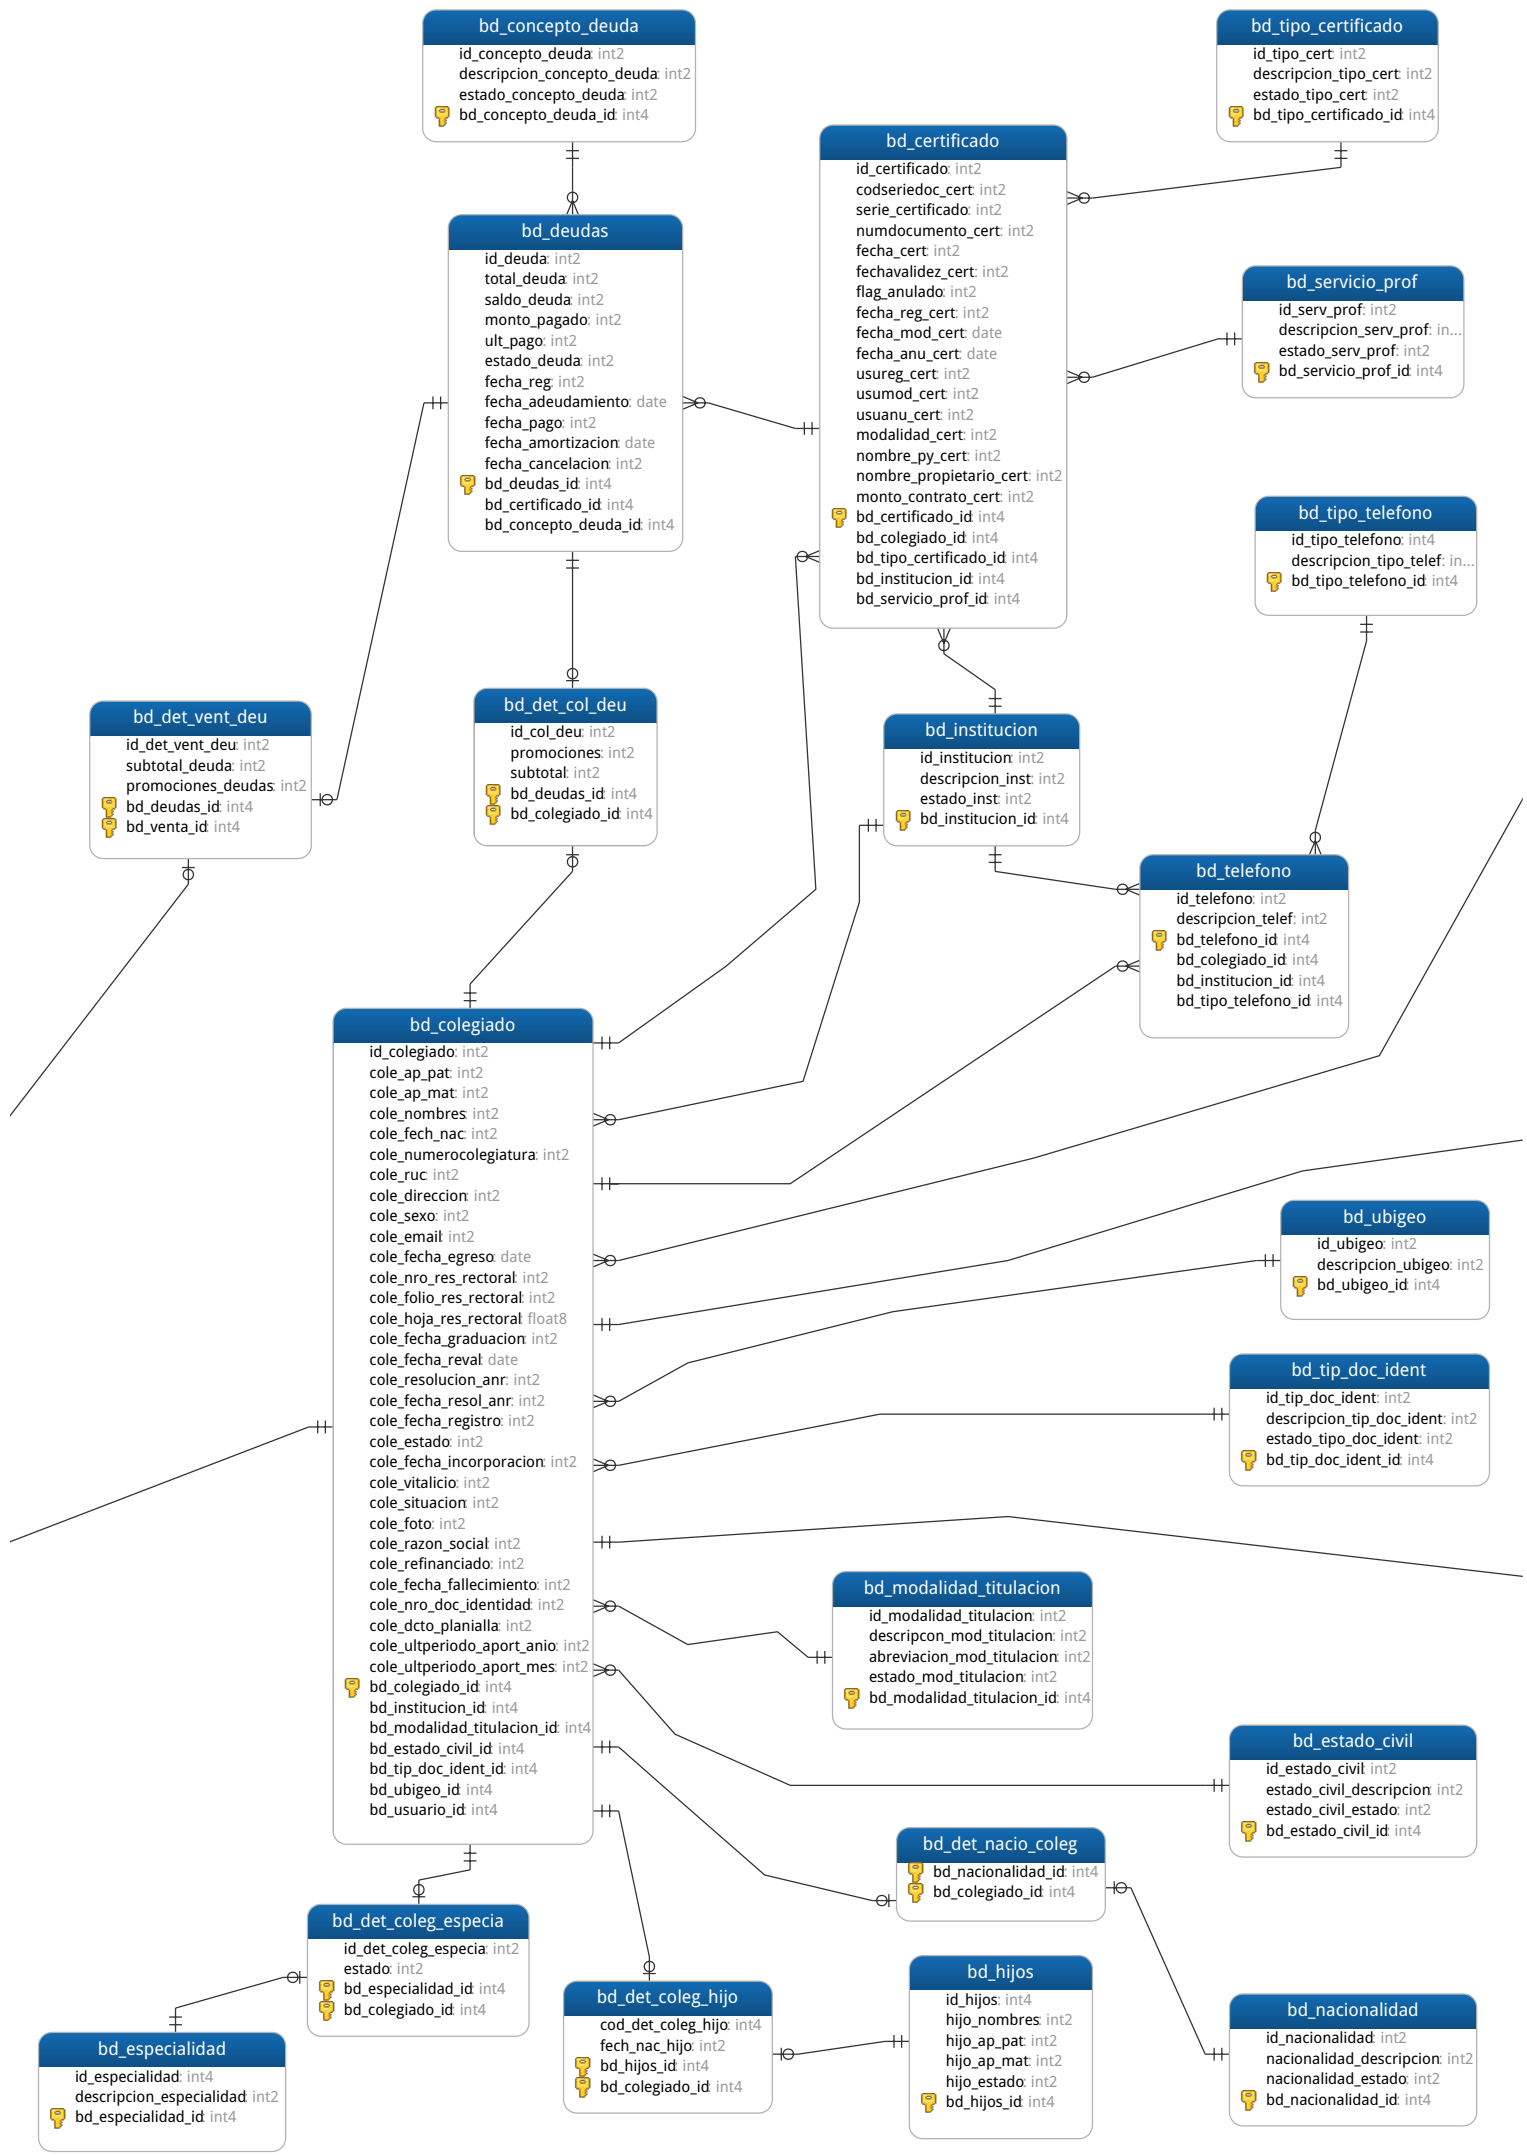 bd_concepto_deuda
id_concepto_deuda: int2
descripcion_concepto_deuda: int2
estado_concepto_deuda: int2
bd_concepto_deuda_id: int4
bd_tipo_certificado
id_tipo_cert: int2
descripcion_tipo_cert: int2
estado_tipo_cert: int2
bd_tipo_certificado_id: int4
bd_certificado
id_certificado: int2
codseriedoc_cert: int2
serie_certificado: int2
numdocumento_cert: int2
fecha_cert: int2
fechavalidez_cert: int2
flag_anulado: int2
fecha_reg_cert: int2
fecha_mod_cert: date
fecha_anu_cert: date
usureg_cert: int2
usumod_cert: int2
usuanu_cert: int2
modalidad_cert: int2
nombre_py_cert: int2
nombre_propietario_cert: int2
monto_contrato_cert: int2
bd_certificado_id: int4
bd_colegiado_id: int4
bd_tipo_certificado_id: int4
bd_institucion_id: int4
bd_servicio_prof_id: int4
bd_deudas
id_deuda: int2
total_deuda: int2
saldo_deuda: int2
monto_pagado: int2
ult_pago: int2
estado_deuda: int2
fecha_reg: int2
fecha_adeudamiento: date
fecha_pago: int2
fecha_amortizacion: date
fecha_cancelacion: int2
bd_deudas_id: int4
bd_certificado_id: int4
bd_concepto_deuda_id: int4
bd_servicio_prof
id_serv_prof: int2
descripcion_serv_prof: in...
estado_serv_prof: int2
bd_servicio_prof_id: int4
bd_tipo_telefono
id_tipo_telefono: int4
descripcion_tipo_telef: in...
bd_tipo_telefono_id: int4
bd_det_vent_deu
id_det_vent_deu: int2
subtotal_deuda: int2
promociones_deudas: int2
bd_deudas_id: int4
bd_venta_id: int4
bd_det_col_deu
id_col_deu: int2
promociones: int2
subtotal: int2
bd_deudas_id: int4
bd_colegiado_id: int4
bd_institucion
id_institucion: int2
descripcion_inst: int2
estado_inst: int2
bd_institucion_id: int4
bd_telefono
id_telefono: int2
descripcion_telef: int2
bd_telefono_id: int4
bd_colegiado_id: int4
bd_institucion_id: int4
bd_tipo_telefono_id: int4
bd_colegiado
id_colegiado: int2
cole_ap_pat: int2
cole_ap_mat: int2
cole_nombres: int2
cole_fech_nac: int2
cole_numerocolegiatura: int2
cole_ruc: int2
cole_direccion: int2
cole_sexo: int2
cole_email: int2
cole_fecha_egreso: date
cole_nro_res_rectoral: int2
cole_folio_res_rectoral: int2
cole_hoja_res_rectoral: float8
cole_fecha_graduacion: int2
cole_fecha_reval: date
cole_resolucion_anr: int2
cole_fecha_resol_anr: int2
cole_fecha_registro: int2
cole_estado: int2
cole_fecha_incorporacion: int2
cole_vitalicio: int2
cole_situacion: int2
cole_foto: int2
cole_razon_social: int2
cole_refinanciado: int2
cole_fecha_fallecimiento: int2
cole_nro_doc_identidad: int2
cole_dcto_planialla: int2
cole_ultperiodo_aport_anio: int2
cole_ultperiodo_aport_mes: int2
bd_colegiado_id: int4
bd_institucion_id: int4
bd_modalidad_titulacion_id: int4
bd_estado_civil_id: int4
bd_tip_doc_ident_id: int4
bd_ubigeo_id: int4
bd_usuario_id: int4
bd_ubigeo
id_ubigeo: int2
descripcion_ubigeo: int2
bd_ubigeo_id: int4
bd_tip_doc_ident
id_tip_doc_ident: int2
descripcion_tip_doc_ident: int2
estado_tipo_doc_ident: int2
bd_tip_doc_ident_id: int4
bd_modalidad_titulacion
id_modalidad_titulacion: int2
descripcon_mod_titulacion: int2
abreviacion_mod_titulacion: int2
estado_mod_titulacion: int2
bd_modalidad_titulacion_id: int4
bd_estado_civil
id_estado_civil: int2
estado_civil_descripcion: int2
estado_civil_estado: int2
bd_estado_civil_id: int4
bd_det_nacio_coleg
bd_nacionalidad_id: int4
bd_colegiado_id: int4
bd_det_coleg_especia
id_det_coleg_especia: int2
estado: int2
bd_especialidad_id: int4
bd_colegiado_id: int4
bd_det_coleg_hijo
cod_det_coleg_hijo: int4
fech_nac_hijo: int2
bd_hijos_id: int4
bd_colegiado_id: int4
bd_hijos
id_hijos: int4
hijo_nombres: int2
hijo_ap_pat: int2
hijo_ap_mat: int2
hijo_estado: int2
bd_hijos_id: int4
bd_nacionalidad
id_nacionalidad: int2
nacionalidad_descripcion: int2
nacionalidad_estado: int2
bd_nacionalidad_id: int4
bd_especialidad
id_especialidad: int4
descripcion_especialidad: int2
bd_especialidad_id: int4